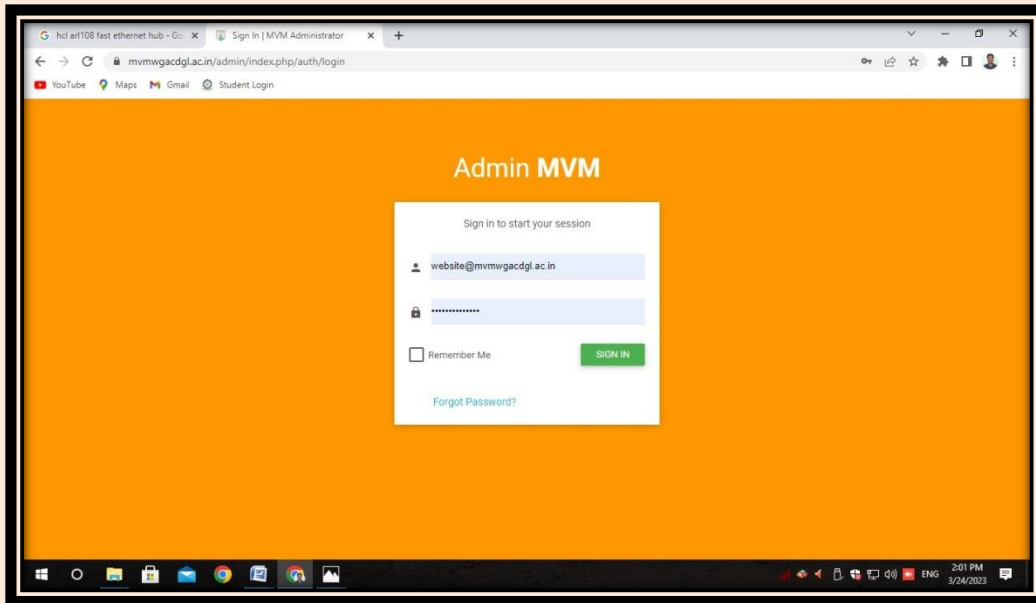 hcl arl108 fast ethernet hub - Go
Sign In | MVM Administrator
mvmwgacdgl.ac.in/admin/index.php/auth/login
YouTube Maps Gmail Student Login
Admin MVM
Sign in to start your session
website@mvmwgacdgl.ac.in
Remember Me
SIGN IN
Forgot Password?
ENG
2:01 PM
3/24/2023